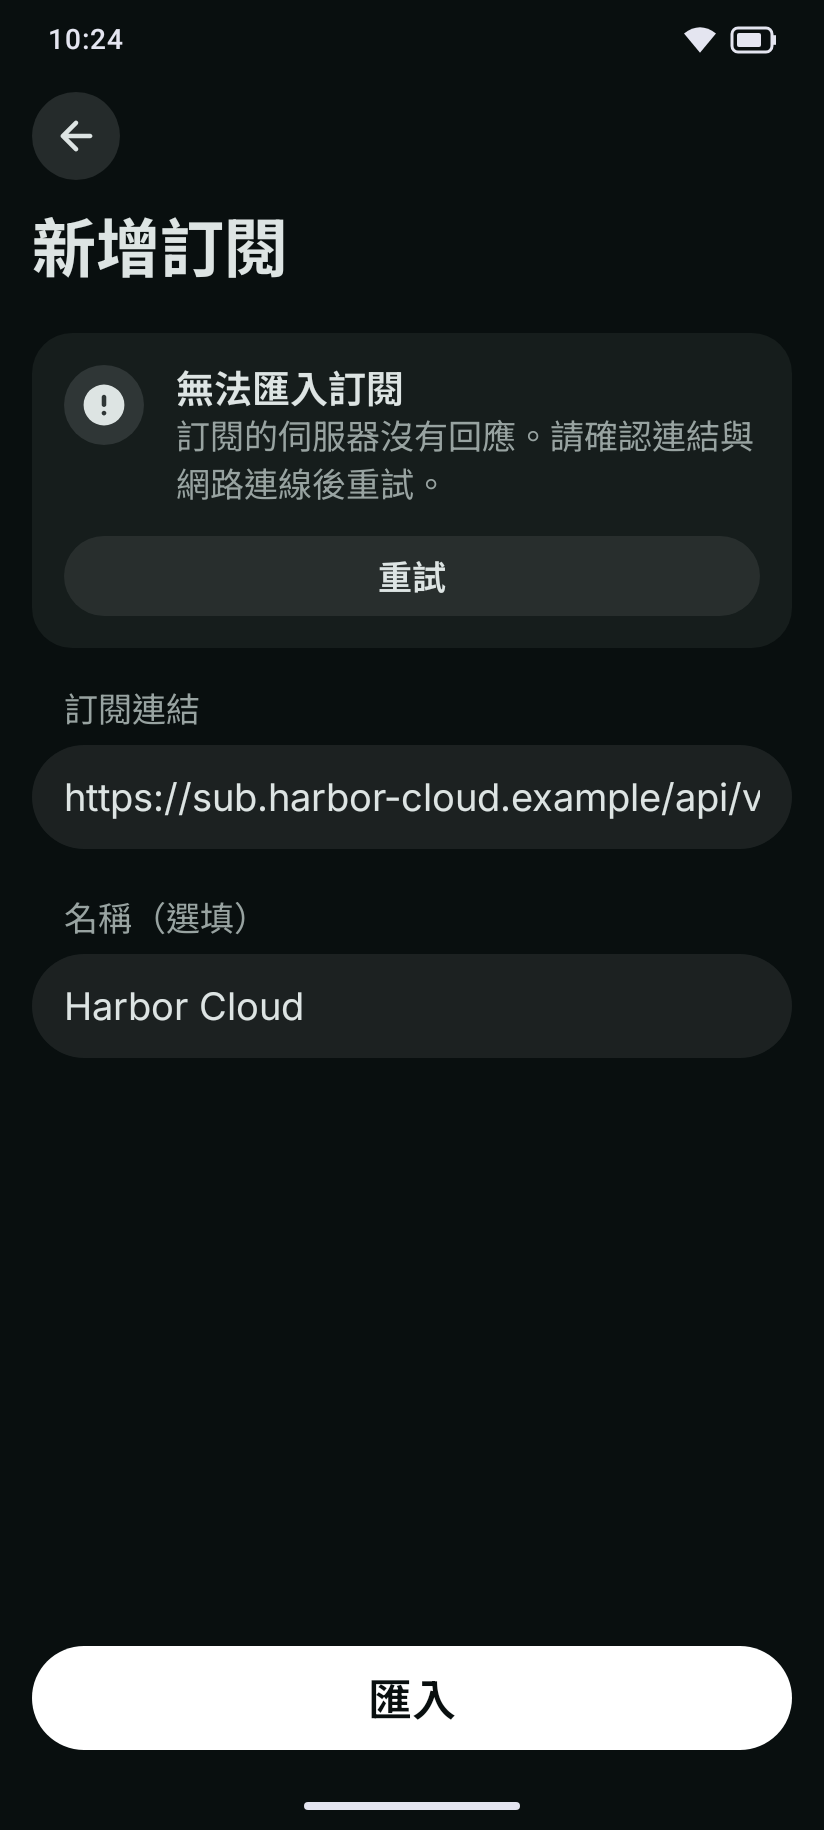 10:24
新增訂閱
無法匯入訂閱
訂閱的伺服器沒有回應。請確認連結與
網路連線後重試。
重試
訂閱連結
https://sub.harbor-cloud.example/api/v
名稱（選填）
Harbor Cloud
匯入